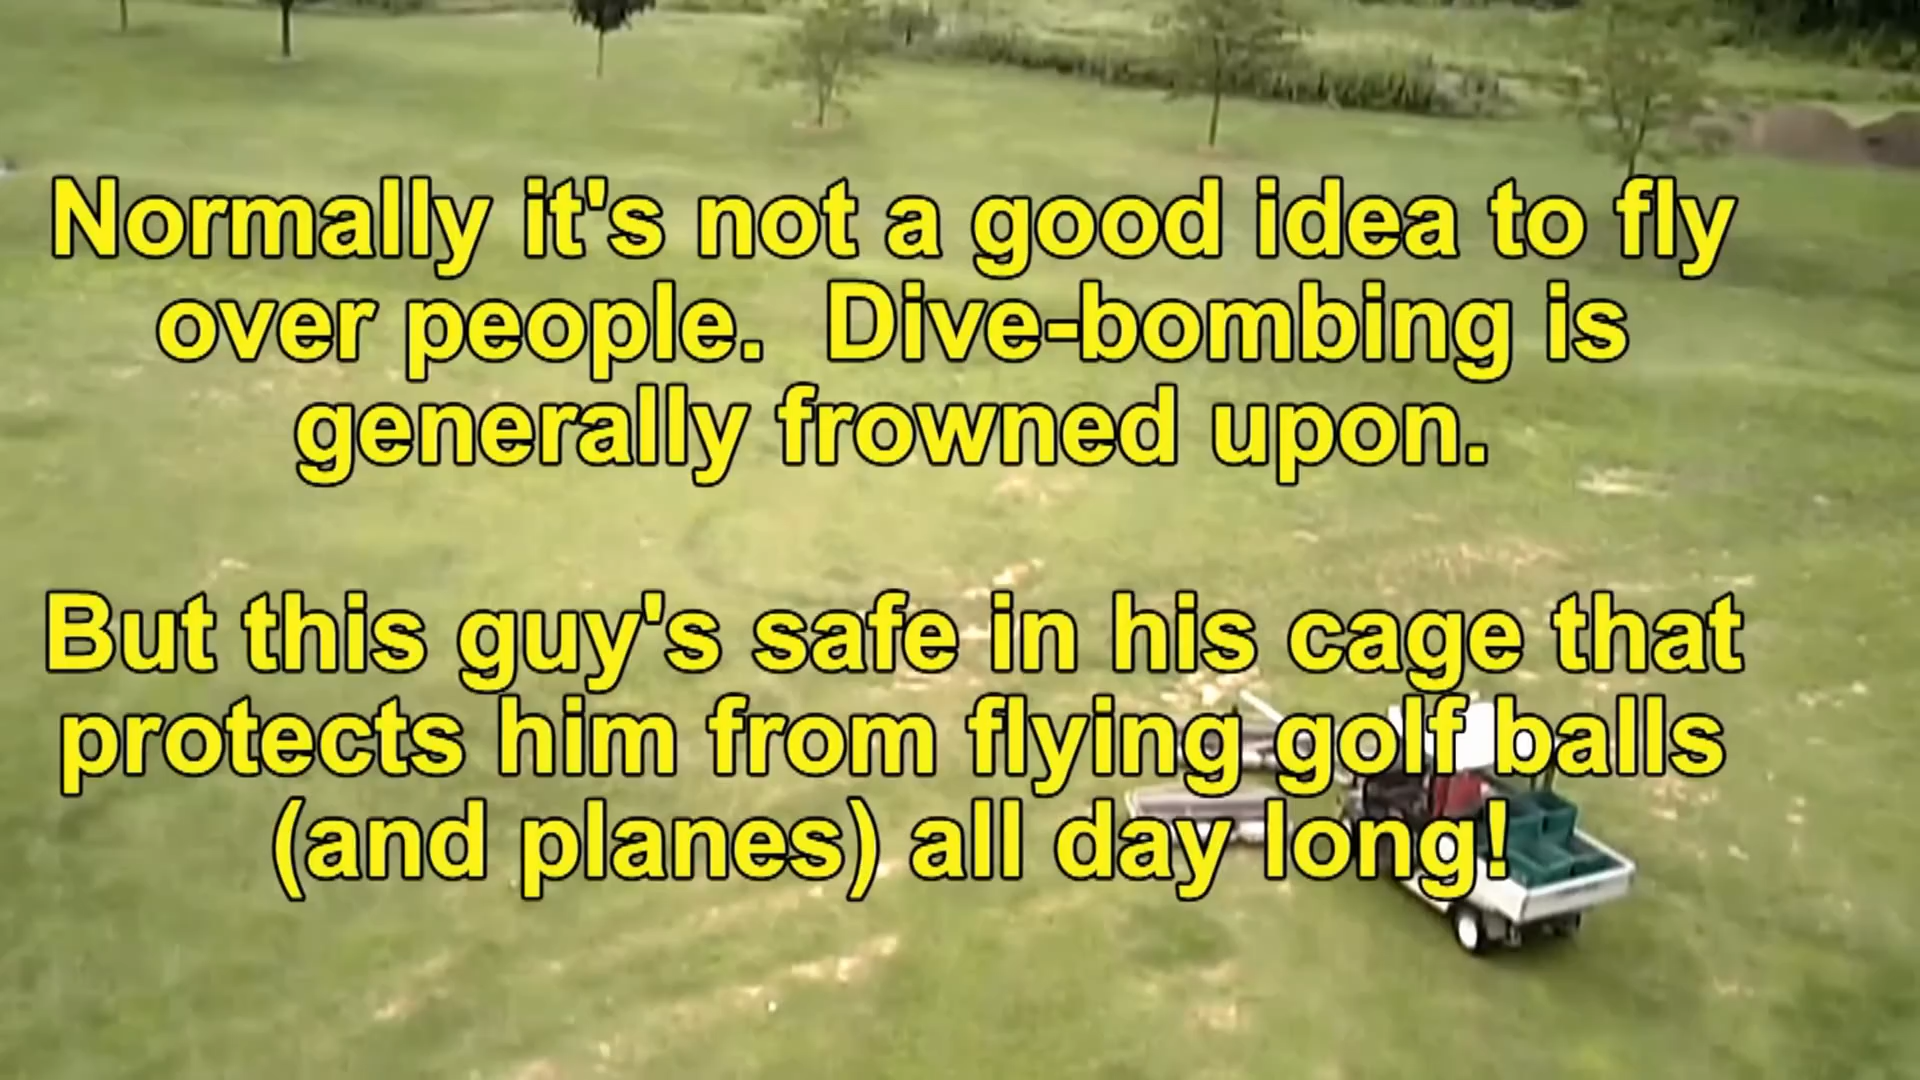 Normally it's not a good idea to fly
over people.  Dive-bombing is
generally frowned upon.
But this guy's safe in his cage that
protects him from flying golf balls
(and planes) all day long!